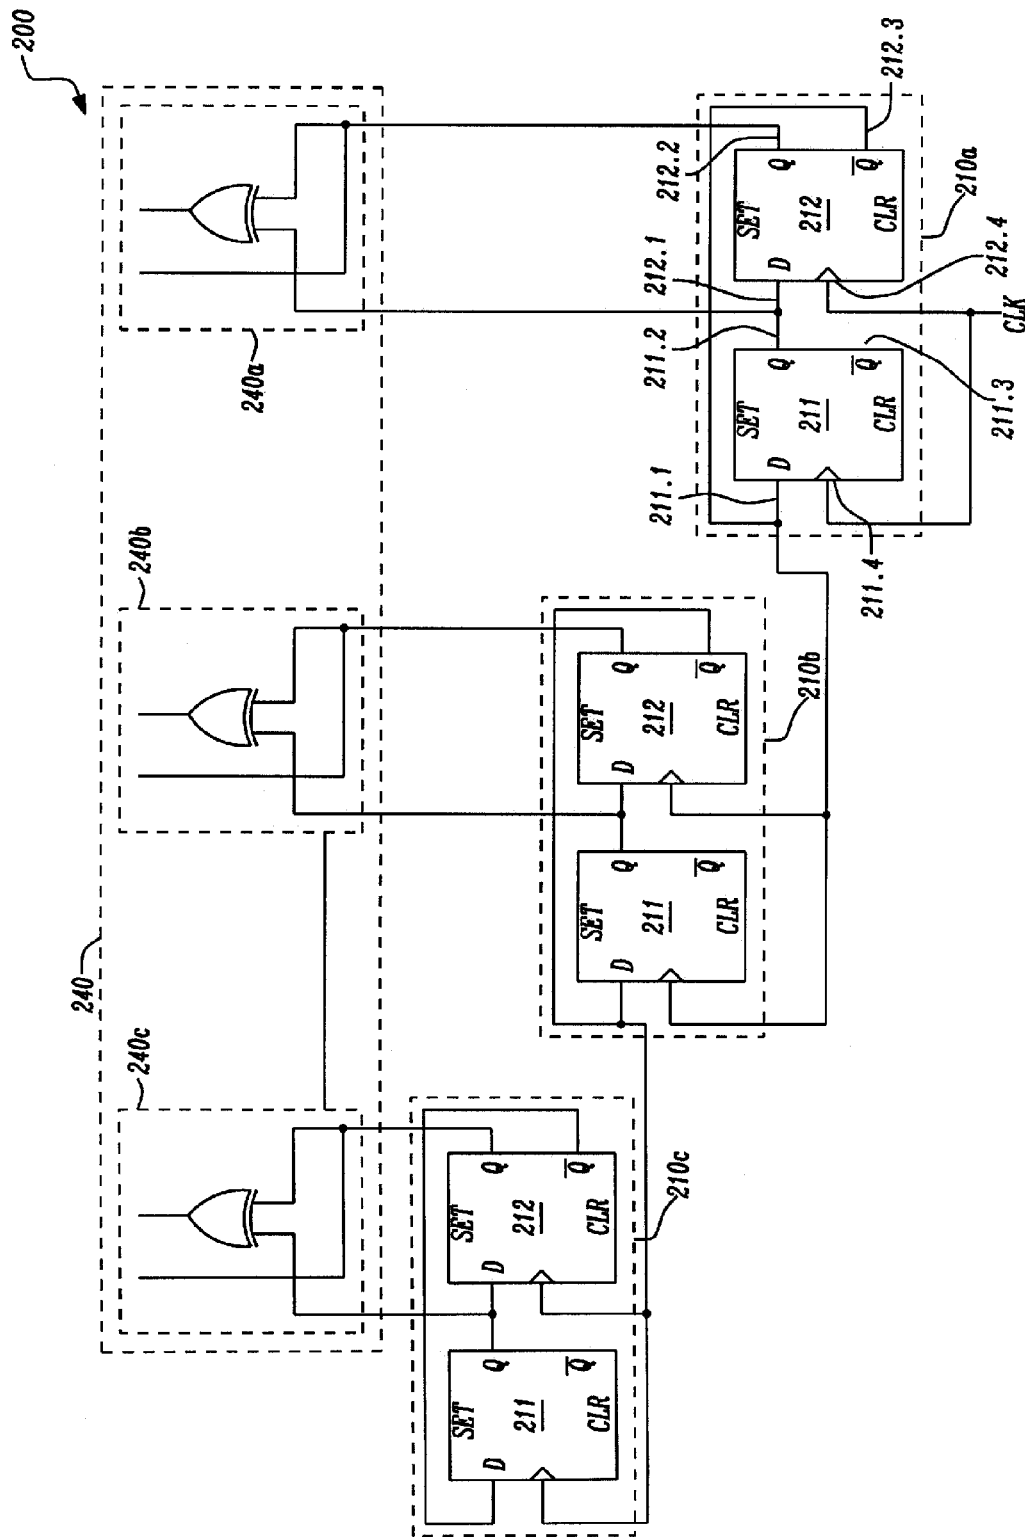 200
240
240c
240b
240a
SET
D
Q
211
Q
CLR
SET
D
Q
212
Q
CLR
210c
SET
D
Q
211
Q
CLR
SET
D
Q
212
Q
CLR
210b
211.1
211.2
212.1
212.2
SET
D
Q
211
Q
CLR
SET
D
Q
212
Q
CLR
212.3
210a
211.4
211.3
212.4
CLK